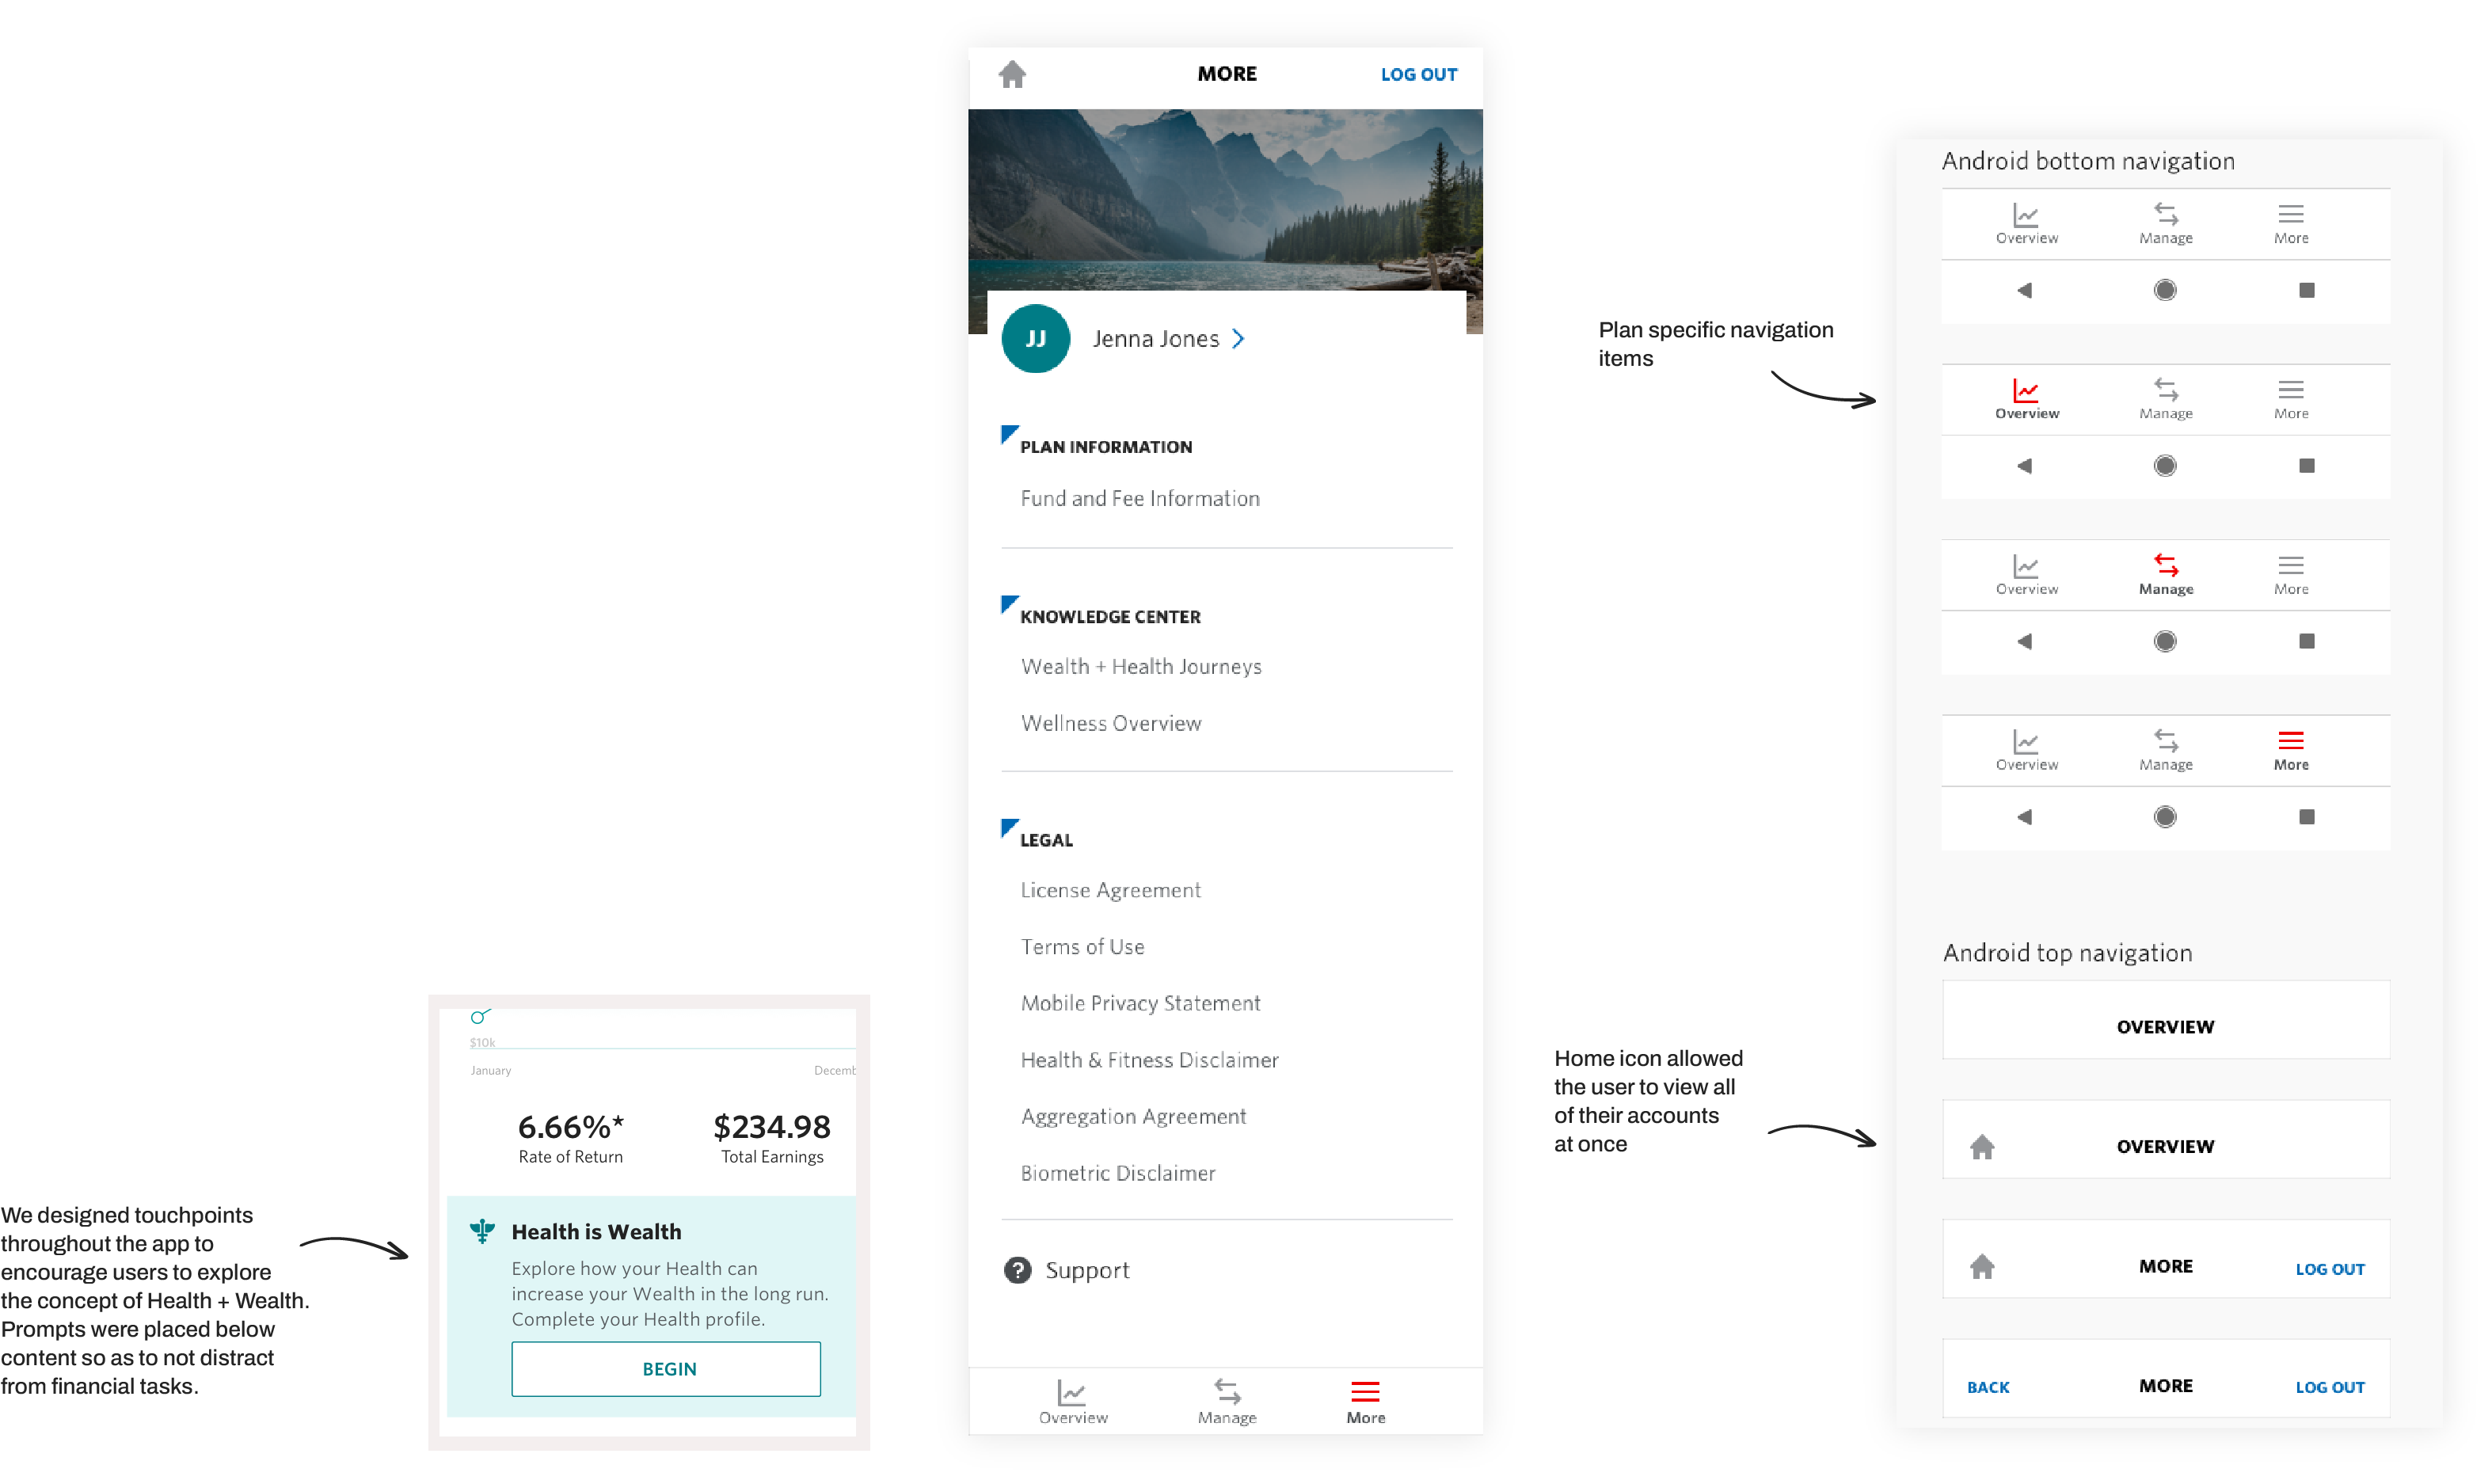 We designed touchpoints
throughout the app to
encourage users to explore
the concept of Health + Wealth.
Prompts were placed below
content so as to not distract
from financial tasks.
$10k
January Decemb
6.66%* $234.98
Rate of Return Total Earnings
Health is Wealth
Explore how your Health can
increase your Wealth in the long run.
Complete your Health profile.
BEGIN
MORE LOG OUT
JJ Jenna Jones
PLAN INFORMATION
Fund and Fee Information
KNOWLEDGE CENTER
Wealth + Health Journeys
Wellness Overview
LEGAL
License Agreement
Terms of Use
Mobile Privacy Statement
Health & Fitness Disclaimer
Aggregation Agreement
Biometric Disclaimer
? Support
Overview Manage More
Plan specific navigation
items
Home icon allowed
the user to view all
of their accounts
at once
Android bottom navigation
Overview Manage More
Overview Manage More
Overview Manage More
Overview Manage More
Android top navigation
OVERVIEW
OVERVIEW
MORE LOG OUT
BACK MORE LOG OUT